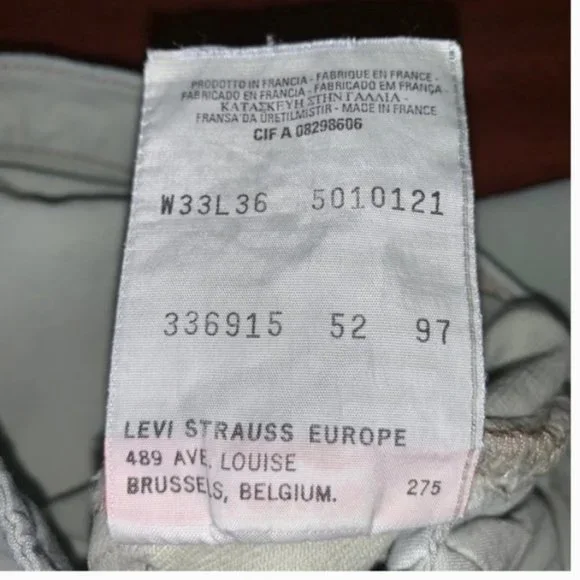 PRODOTTO IN FRANCIA - FABRIQUE EN FRANCE -
FABRICADO EN FRANCIA - FABRICADO EM FRANÇA -
ΚΑΤΑΣΚΕΥΗ ΣΤΗΝ ΓΑΛΛΙΑ -
FRANSA'DA ÜRETILMISTIR - MADE IN FRANCE
CIF A 08298606
W33L36 5010121
336915 52 97
LEVI STRAUSS EUROPE
489 AVE. LOUISE
BRUSSELS, BELGIUM. 275